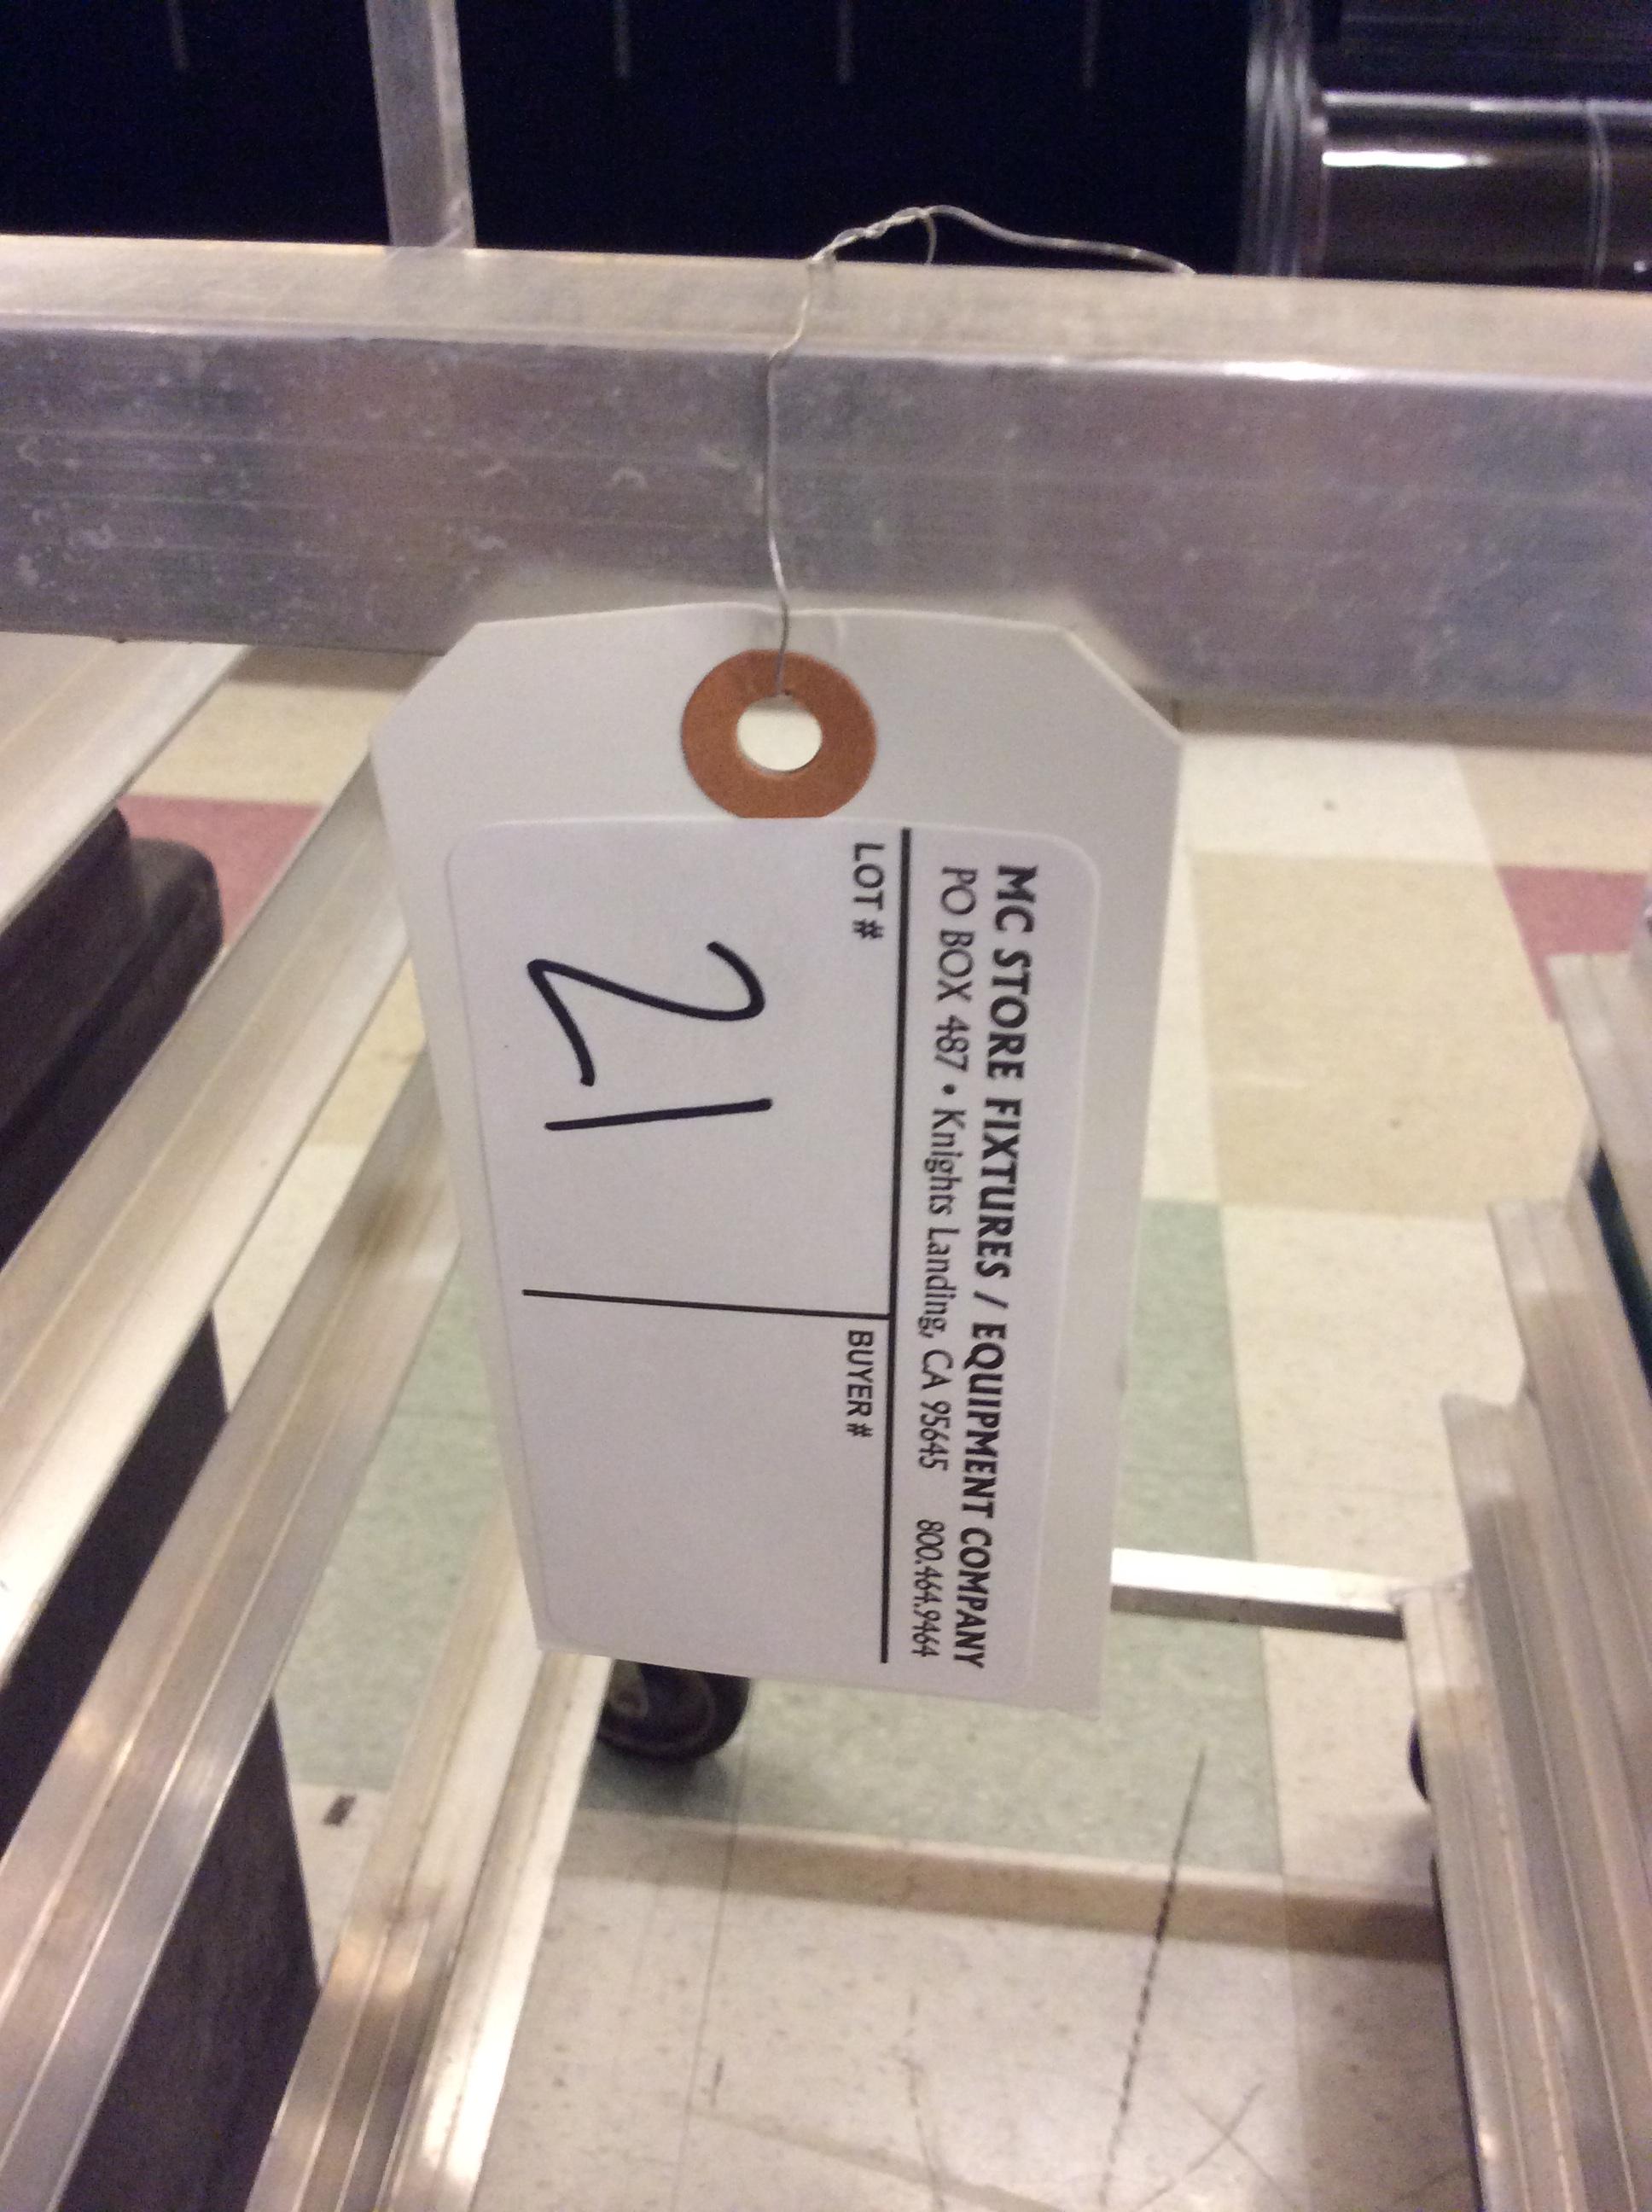 MC STORE FIXTURES / EQUIPMENT COMPANY
PO BOX 487 • Knights Landing, CA 95645 800.464.9464
LOT #
21
BUYER #